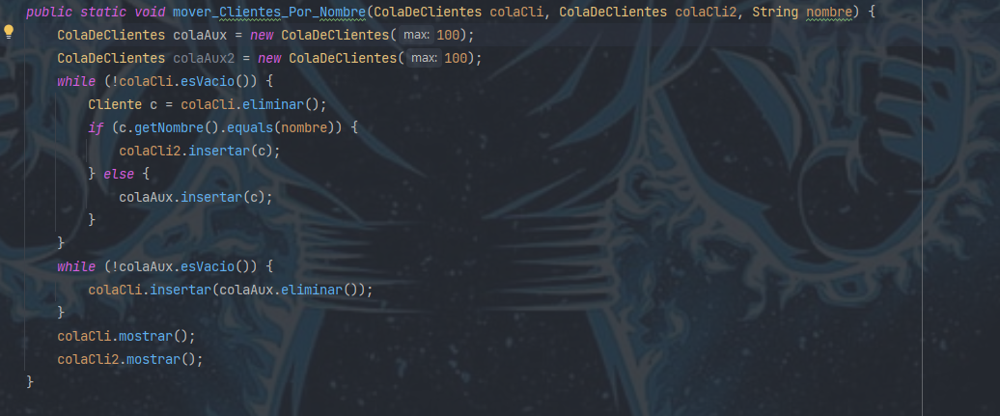 public static void mover_Clientes_Por_Nombre(ColaDeClientes colaCli, ColaDeClientes colaCli2, String nombre) {
    ColaDeClientes colaAux = new ColaDeClientes( max: 100);
    ColaDeClientes colaAux2 = new ColaDeClientes( max: 100);
    while (!colaCli.esVacio()) {
        Cliente c = colaCli.eliminar();
        if (c.getNombre().equals(nombre)) {
            colaCli2.insertar(c);
        } else {
            colaAux.insertar(c);
        }
    }
    while (!colaAux.esVacio()) {
        colaCli.insertar(colaAux.eliminar());
    }
    colaCli.mostrar();
    colaCli2.mostrar();
}